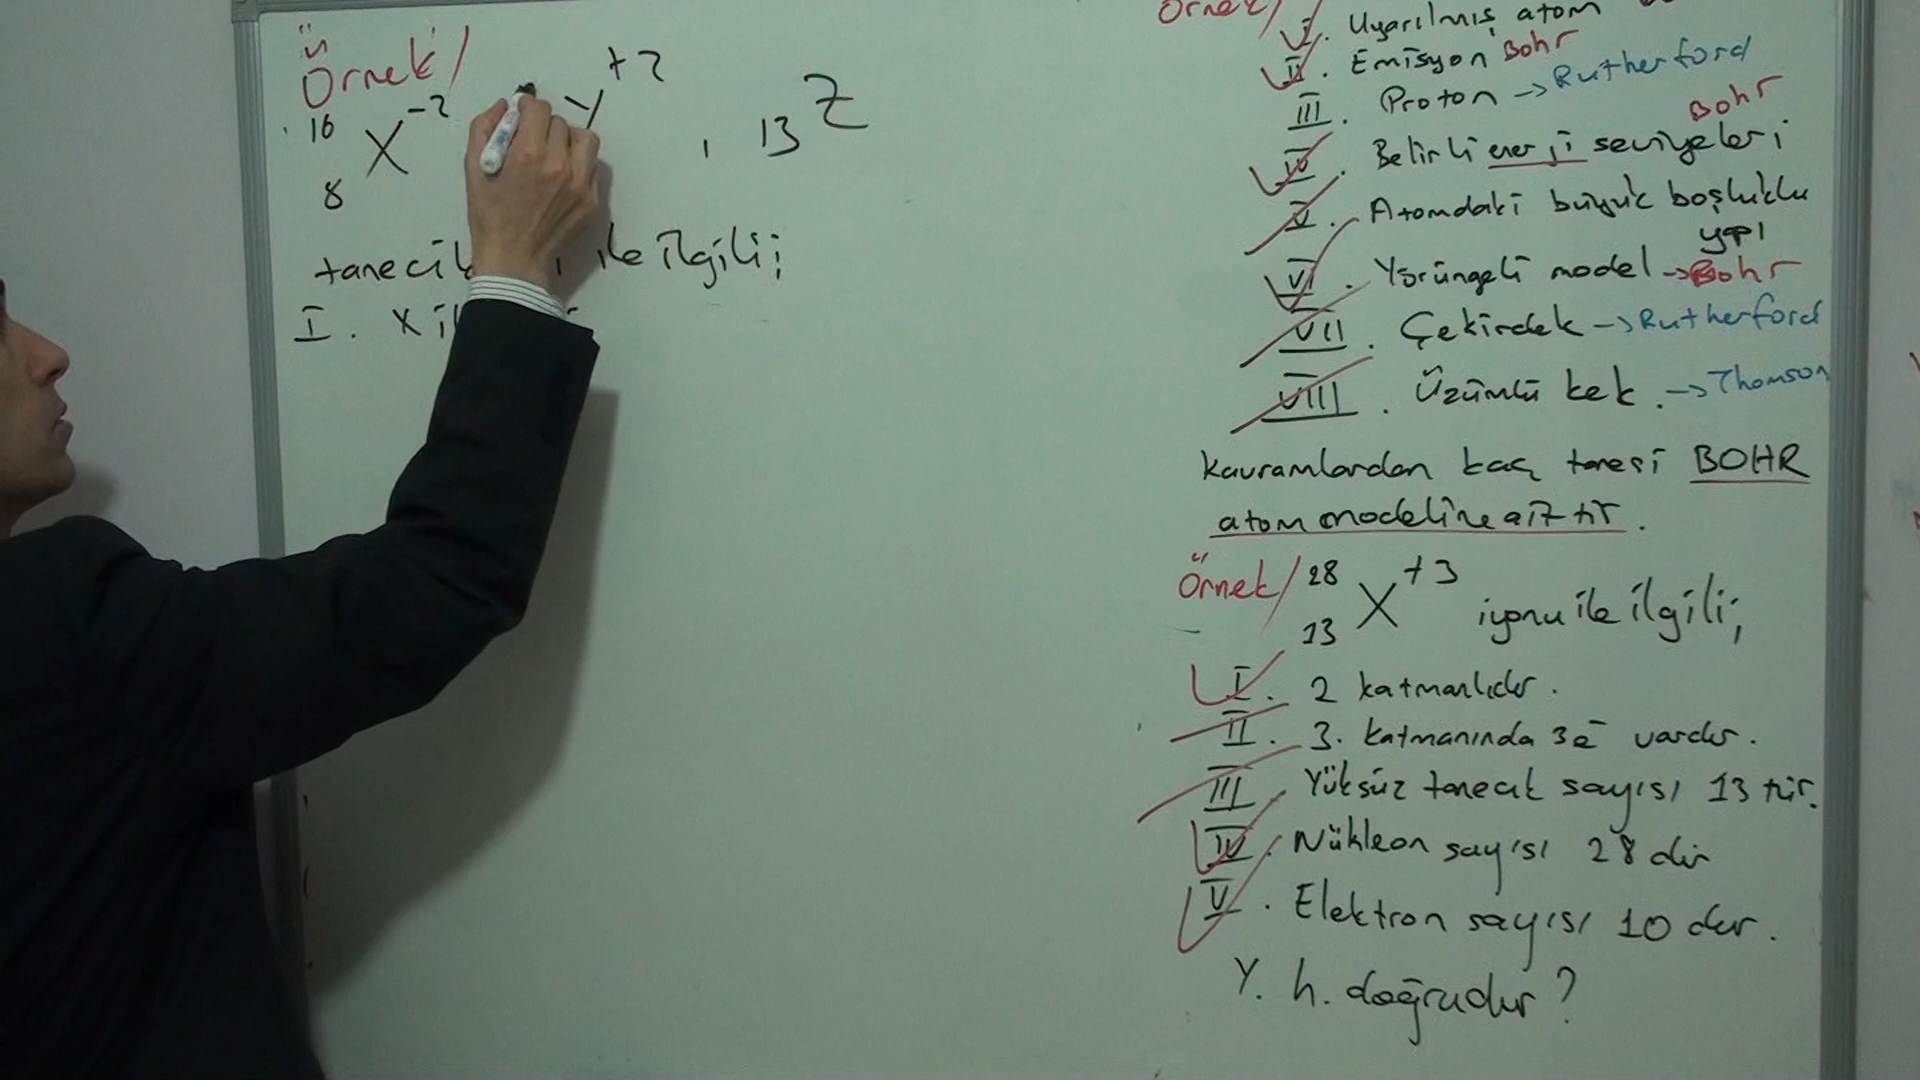 Örnek/
16 X -2 Y +2 , 13 Z
8
ile ilgili;
I. X
Örnek/
I. Uyarılmış atom
II. Emisyon Bohr
III. Proton -> Rutherford
IV. Belirli enerji seviyeleri Bohr
V. Atomdaki büyük boşluklu yapı
VI. Yörüngeli model -> Bohr
VII. Çekirdek -> Rutherford
VIII. Üzümlü kek. -> Thomson
kavramlardan kaç tanesi BOHR
atom modeline aittir.
Örnek/ 28 X +3 iyonu ile ilgili;
13
I. 2 katmanlıdır.
II. 3. katmanında 3e- vardır.
III. Yüksüz tanecik sayısı 13 tür.
IV. Nükleon sayısı 28 dir
V. Elektron sayısı 10 dur.
Y. h. doğrudur?